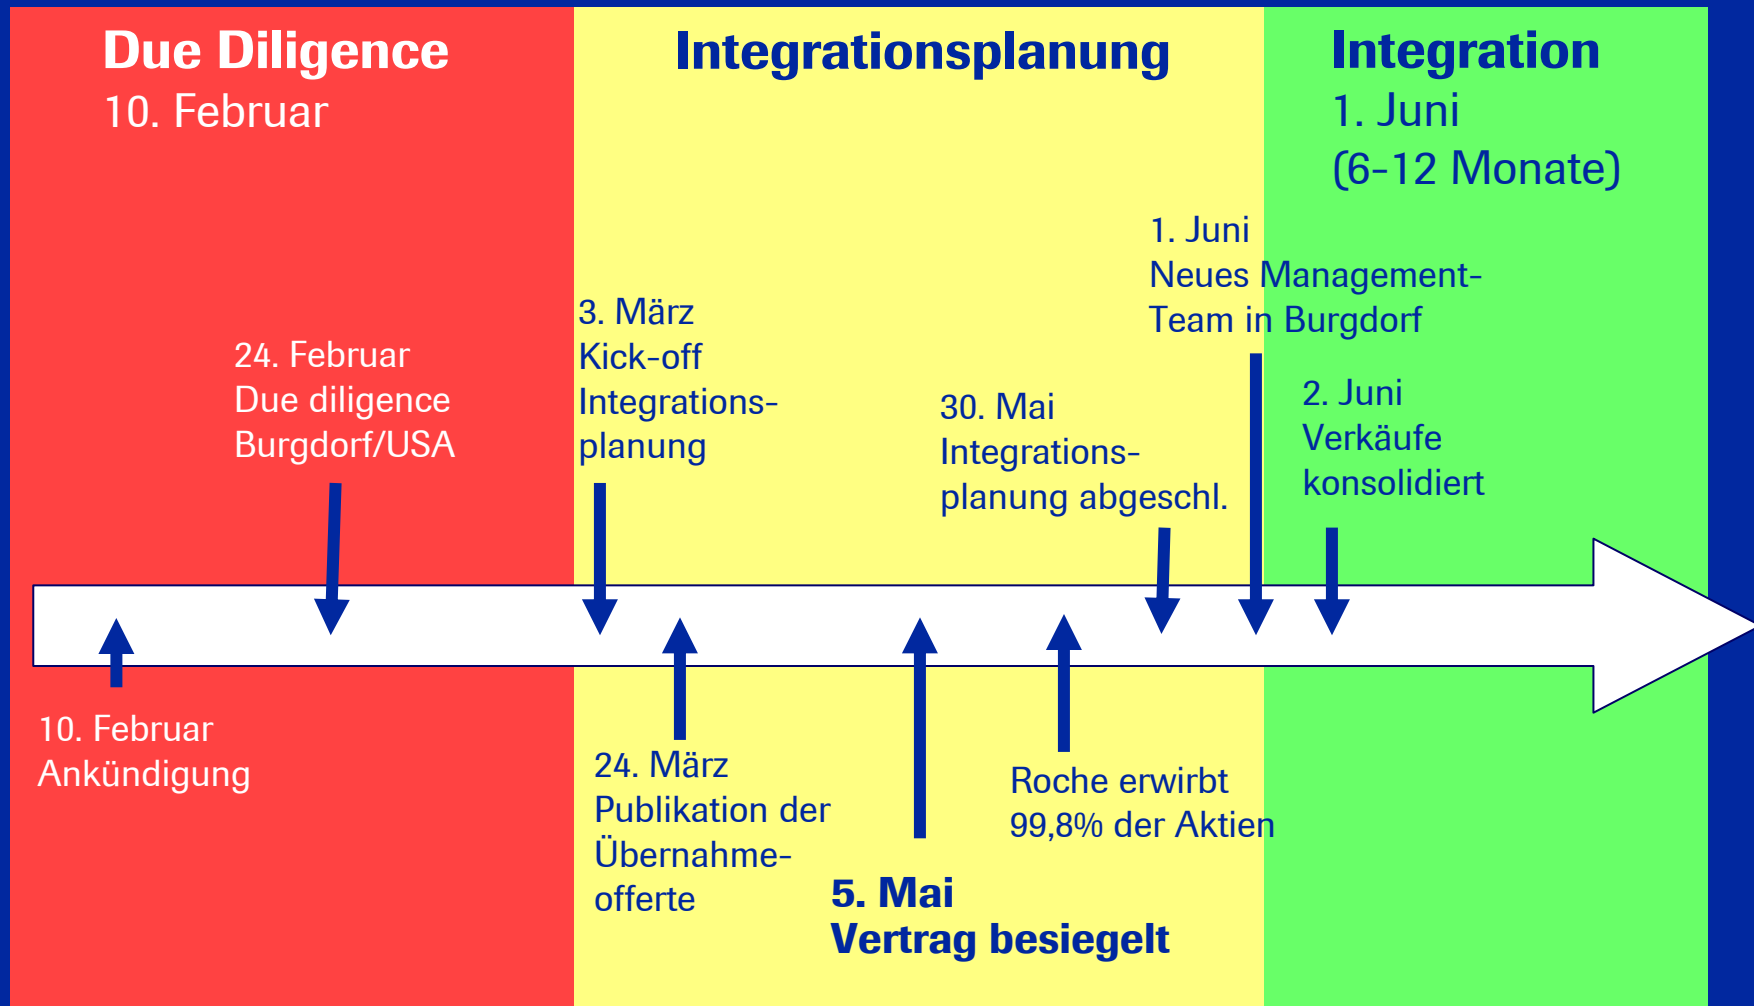 Due Diligence
10. Februar
Integrationsplanung
Integration
1. Juni
(6-12 Monate)
24. Februar
Due diligence
Burgdorf/USA
3. März
Kick-off
Integrations-
planung
30. Mai
Integrations-
planung abgeschl.
1. Juni
Neues Management-
Team in Burgdorf
2. Juni
Verkäufe
konsolidiert
10. Februar
Ankündigung
24. März
Publikation der
Übernahme-
offerte
5. Mai
Vertrag besiegelt
Roche erwirbt
99,8% der Aktien